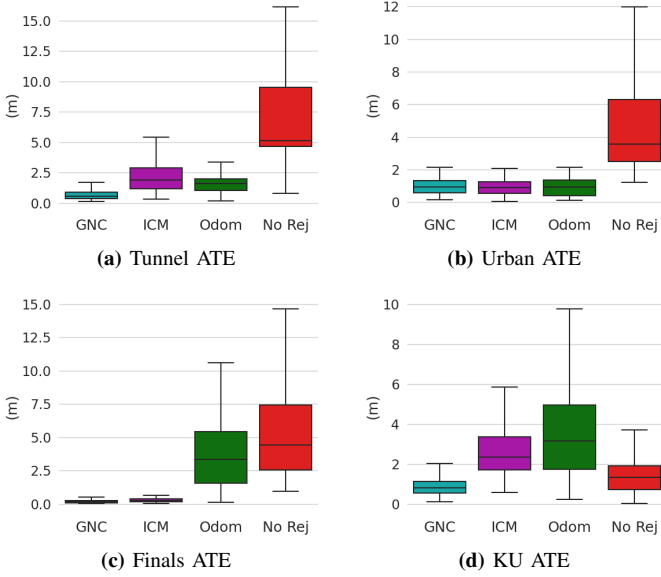 15.0
12.5
10.0
7.5
5.0
2.5
0.0
(m)
GNC ICM Odom No Rej
(a) Tunnel ATE
12
10
8
6
4
2
0
(m)
GNC ICM Odom No Rej
(b) Urban ATE
15.0
12.5
10.0
7.5
5.0
2.5
0.0
(m)
GNC ICM Odom No Rej
(c) Finals ATE
10
8
6
4
2
0
(m)
GNC ICM Odom No Rej
(d) KU ATE